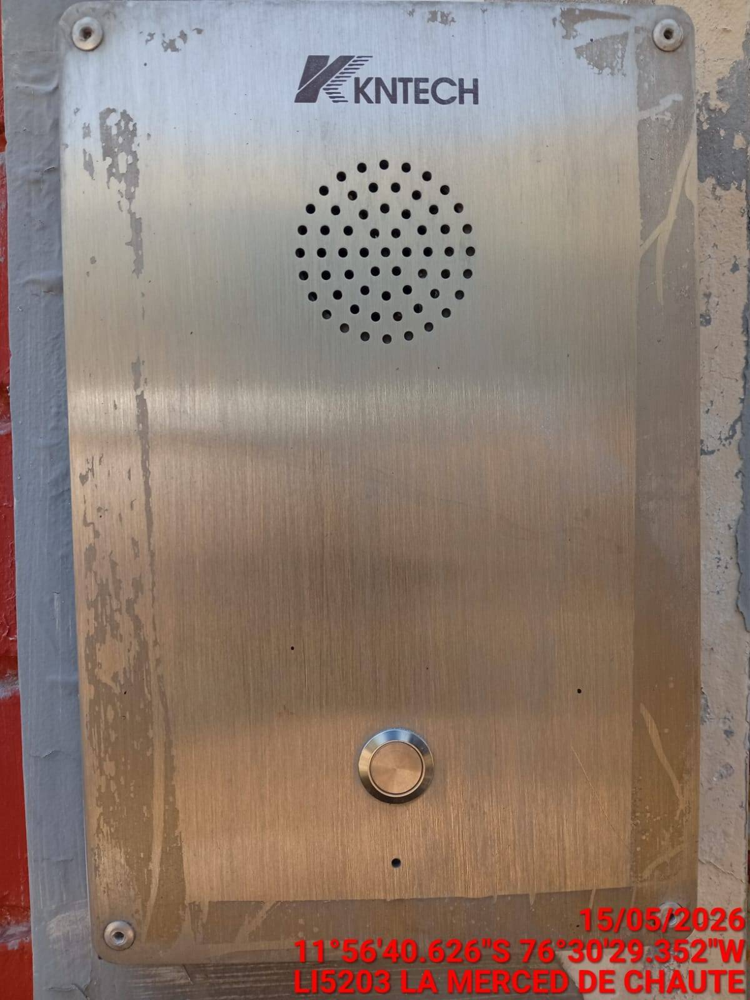 KNTECH
15/05/2026
11°56'40.626"S 76°30'29.352"W
LI5203 LA MERCED DE CHAUTE